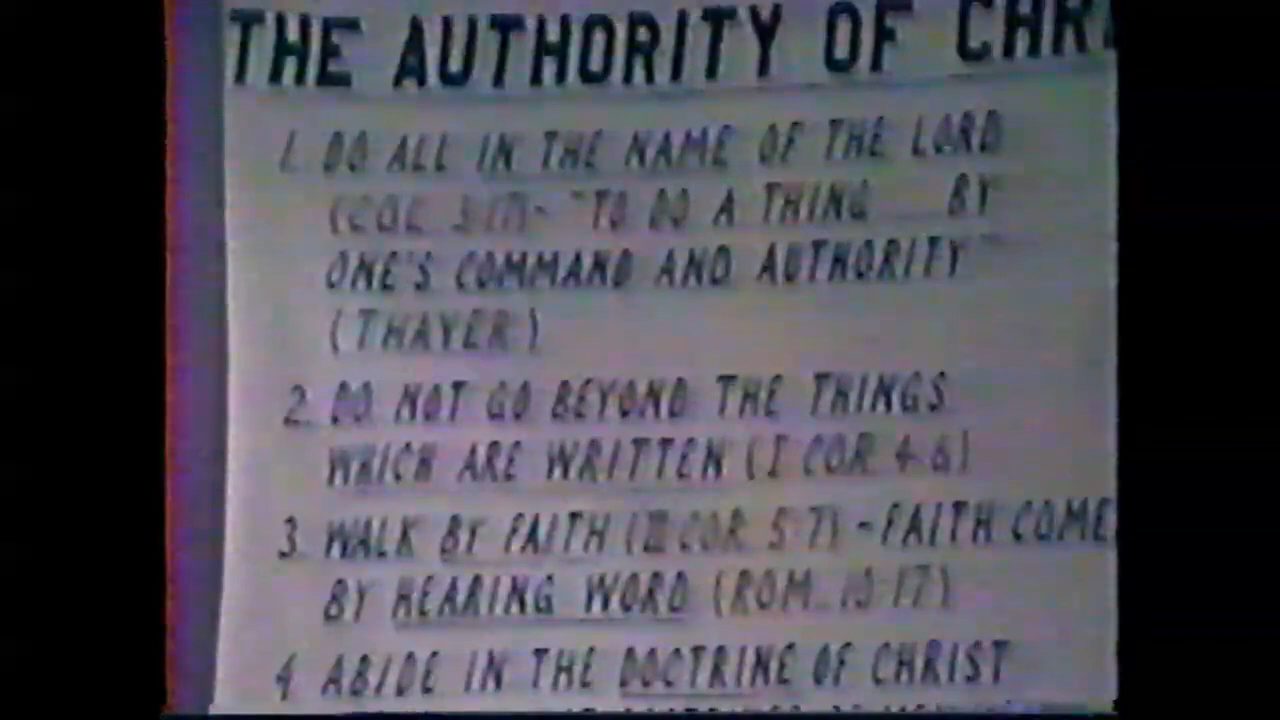 THE AUTHORITY OF CHRI
1. DO ALL IN THE NAME OF THE LORD
(COL. 3:17)- "TO DO A THING ... BY
ONE'S COMMAND AND AUTHORITY"
(THAYER)
2. DO NOT GO BEYOND THE THINGS
WHICH ARE WRITTEN (I COR. 4:6)
3. WALK BY FAITH (II COR. 5:7) - FAITH COME
BY HEARING WORD (ROM. 10:17)
4. ABIDE IN THE DOCTRINE OF CHRIST